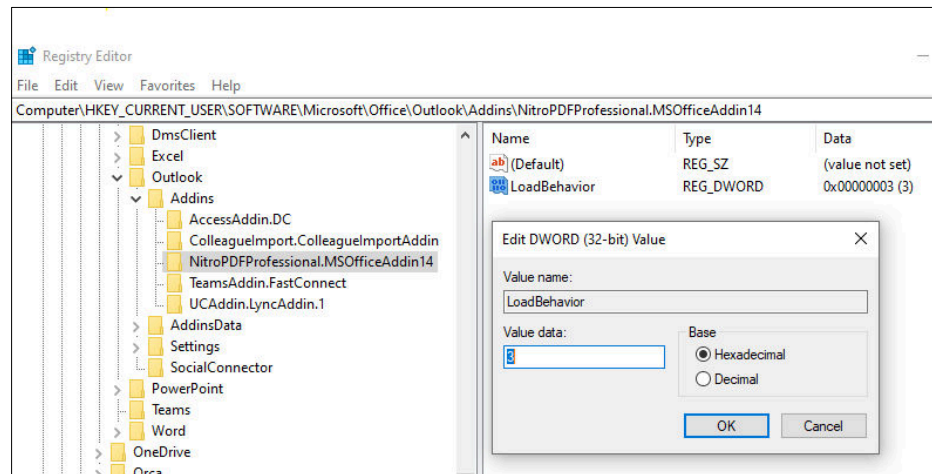 Registry Editor
File Edit View Favorites Help
Computer\HKEY_CURRENT_USER\SOFTWARE\Microsoft\Office\Outlook\Addins\NitroPDFProfessional.MSOfficeAddin14
DmsClient
Excel
Outlook
Addins
AccessAddin.DC
ColleagueImport.ColleagueImportAddin
NitroPDFProfessional.MSOfficeAddin14
TeamsAddin.FastConnect
UCAddin.LyncAddin.1
AddinsData
Settings
SocialConnector
PowerPoint
Teams
Word
OneDrive
Orca
Name Type Data
(Default) REG_SZ (value not set)
LoadBehavior REG_DWORD 0x00000003 (3)
Edit DWORD (32-bit) Value
Value name:
LoadBehavior
Value data:
3
Base
Hexadecimal
Decimal
OK Cancel